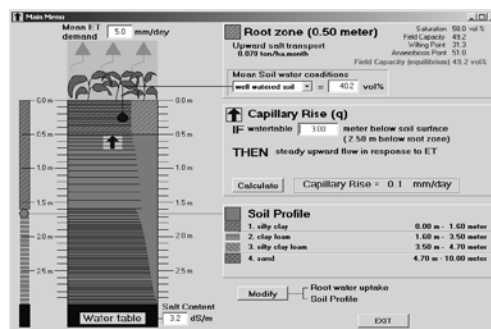 Main Menu
Mean ET demand 5.0 mm/day
0.0 m 0.0 m
0.5 m 0.5 m
1.0 m 1.0 m
1.5 m 1.5 m
2.0 m 2.0 m
2.5 m 2.5 m
Water table
Salt Content
3.2 dS/m
Root zone (0.50 meter)
Upward salt transport
0.070 ton/ha.month
Saturation 58.0 vol %
Field Capacity 49.2
Wilting Point 31.3
Anaerobiosis Point 51.0
Field Capacity (equilibrium) 49.2 vol%
Mean Soil water conditions
well watered soil = 40.2 vol%
Capillary Rise (q)
IF watertable 3.00 meter below soil surface
(2.50 m below root zone)
THEN steady upward flow in response to ET
Calculate Capillary Rise = 0.1 mm/day
Soil Profile
1. silty clay 0.00 m - 1.60 meter
2. clay loam 1.60 m - 3.50 meter
3. silty clay loam 3.50 m - 4.70 meter
4. sand 4.70 m - 10.00 meter
Modify Root water uptake
Soil Profile
EXIT